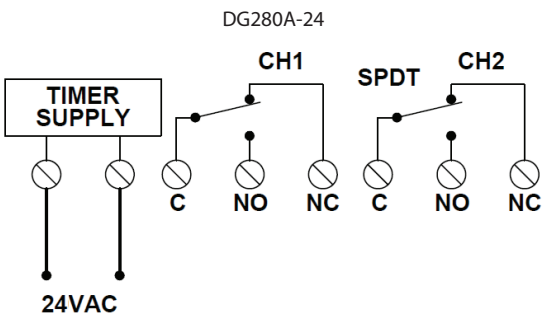 DG280A-24
CH1
SPDT
CH2
TIMER
SUPPLY
C
NO
NC
C
NO
NC
24VAC